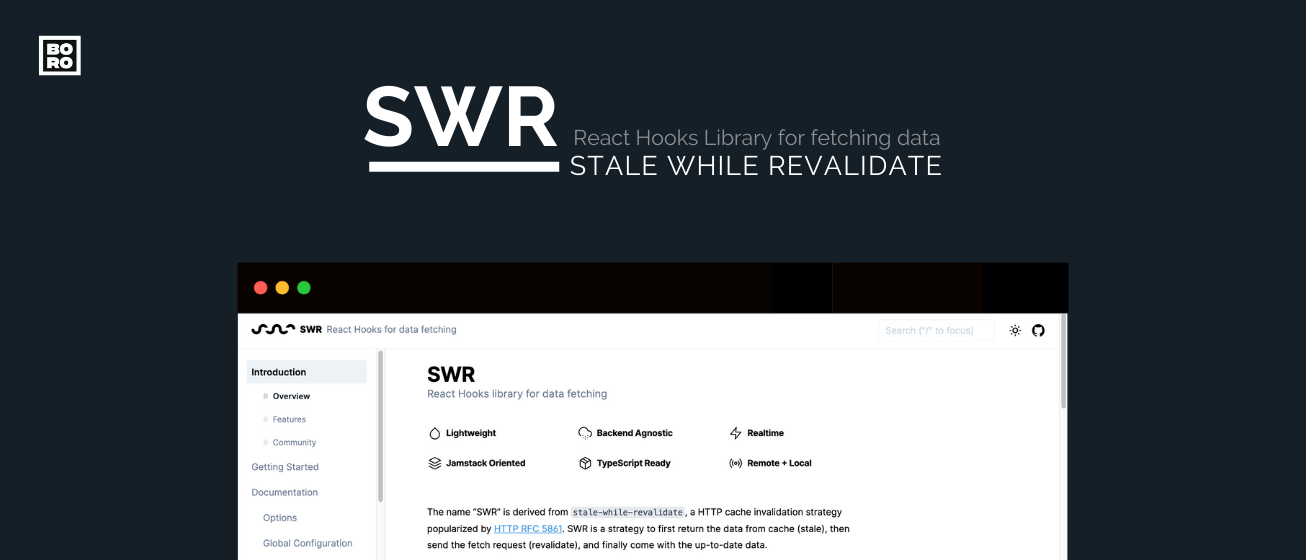 BO
RO
SWR
React Hooks Library for fetching data
STALE WHILE REVALIDATE
SWR React Hooks for data fetching
Search ("/" to focus)
Introduction
# Overview
# Features
# Community
Getting Started
Documentation
Options
Global Configuration
SWR
React Hooks library for data fetching
Lightweight Backend Agnostic Realtime
Jamstack Oriented TypeScript Ready Remote + Local
The name “SWR” is derived from stale-while-revalidate, a HTTP cache invalidation strategy
popularized by HTTP RFC 5861. SWR is a strategy to first return the data from cache (stale), then
send the fetch request (revalidate), and finally come with the up-to-date data.